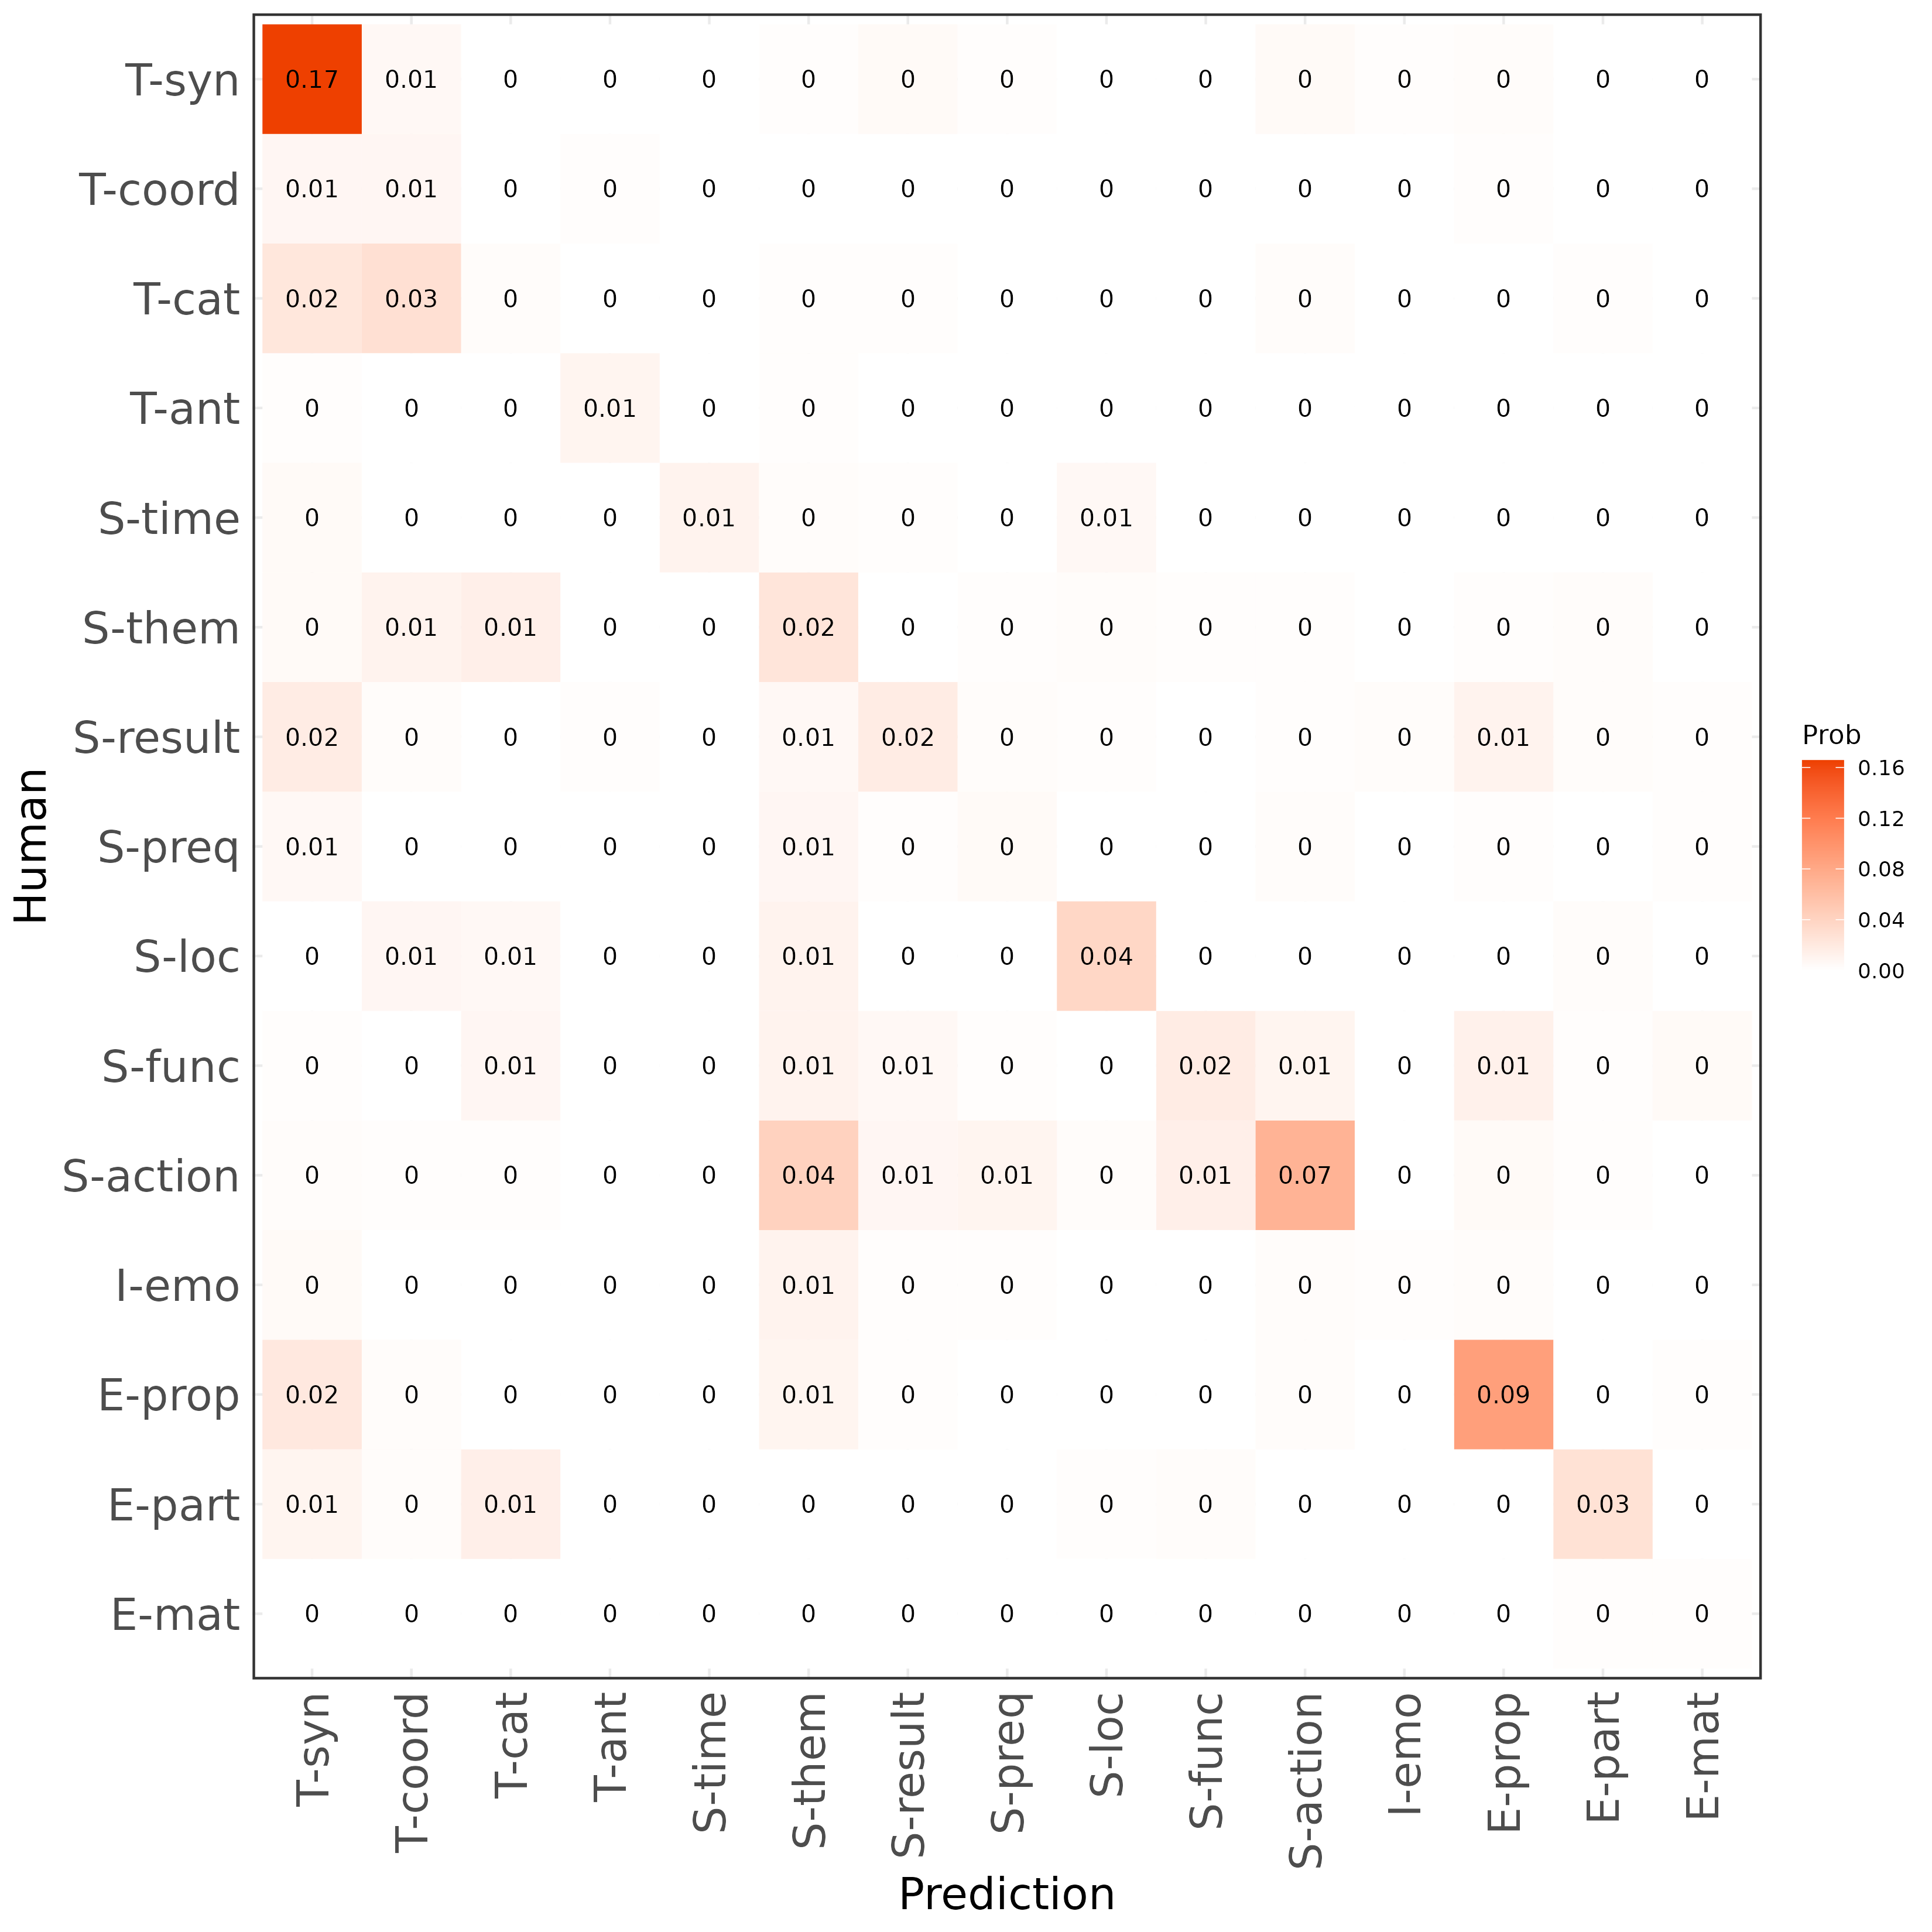 T-syn 0.17 0.01 0 0 0 0 0 0 0 0 0 0 0 0 0
T-coord 0.01 0.01 0 0 0 0 0 0 0 0 0 0 0 0 0
T-cat 0.02 0.03 0 0 0 0 0 0 0 0 0 0 0 0 0
T-ant 0 0 0 0.01 0 0 0 0 0 0 0 0 0 0 0
S-time 0 0 0 0 0.01 0 0 0 0.01 0 0 0 0 0 0
S-them 0 0.01 0.01 0 0 0.02 0 0 0 0 0 0 0 0 0
S-result 0.02 0 0 0 0 0.01 0.02 0 0 0 0 0 0.01 0 0
S-preq 0.01 0 0 0 0 0.01 0 0 0 0 0 0 0 0 0
S-loc 0 0.01 0.01 0 0 0.01 0 0 0.04 0 0 0 0 0 0
S-func 0 0 0.01 0 0 0.01 0.01 0 0 0.02 0.01 0 0.01 0 0
S-action 0 0 0 0 0 0.04 0.01 0.01 0 0.01 0.07 0 0 0 0
I-emo 0 0 0 0 0 0.01 0 0 0 0 0 0 0 0 0
E-prop 0.02 0 0 0 0 0.01 0 0 0 0 0 0 0.09 0 0
E-part 0.01 0 0.01 0 0 0 0 0 0 0 0 0 0 0.03 0
E-mat 0 0 0 0 0 0 0 0 0 0 0 0 0 0 0
T-syn T-coord T-cat T-ant S-time S-them S-result S-preq S-loc S-func S-action I-emo E-prop E-part E-mat
Prediction
Human
Prob
0.16
0.12
0.08
0.04
0.00